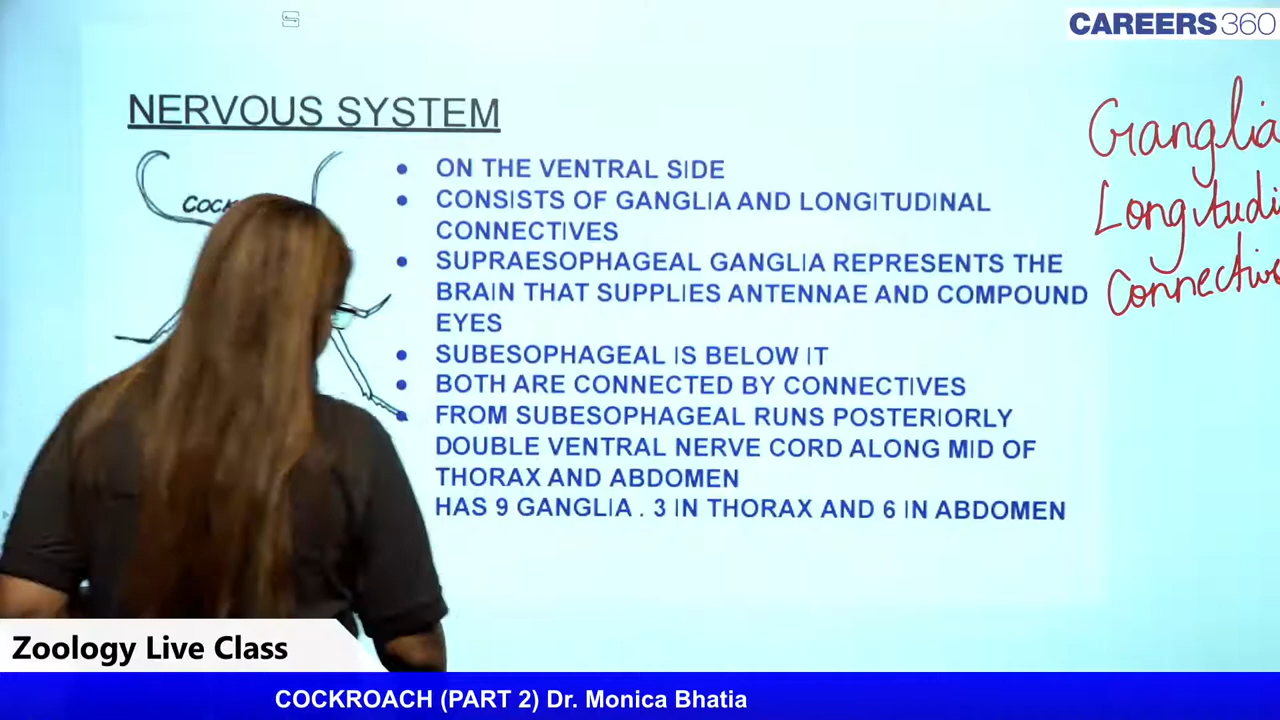 CAREERS360
NERVOUS SYSTEM
ON THE VENTRAL SIDE
CONSISTS OF GANGLIA AND LONGITUDINAL
CONNECTIVES
SUPRAESOPHAGEAL GANGLIA REPRESENTS THE
BRAIN THAT SUPPLIES ANTENNAE AND COMPOUND
EYES
SUBESOPHAGEAL IS BELOW IT
BOTH ARE CONNECTED BY CONNECTIVES
FROM SUBESOPHAGEAL RUNS POSTERIORLY
DOUBLE VENTRAL NERVE CORD ALONG MID OF
THORAX AND ABDOMEN
HAS 9 GANGLIA . 3 IN THORAX AND 6 IN ABDOMEN
Ganglia
Zoology Live Class
COCKROACH (PART 2) Dr. Monica Bhatia